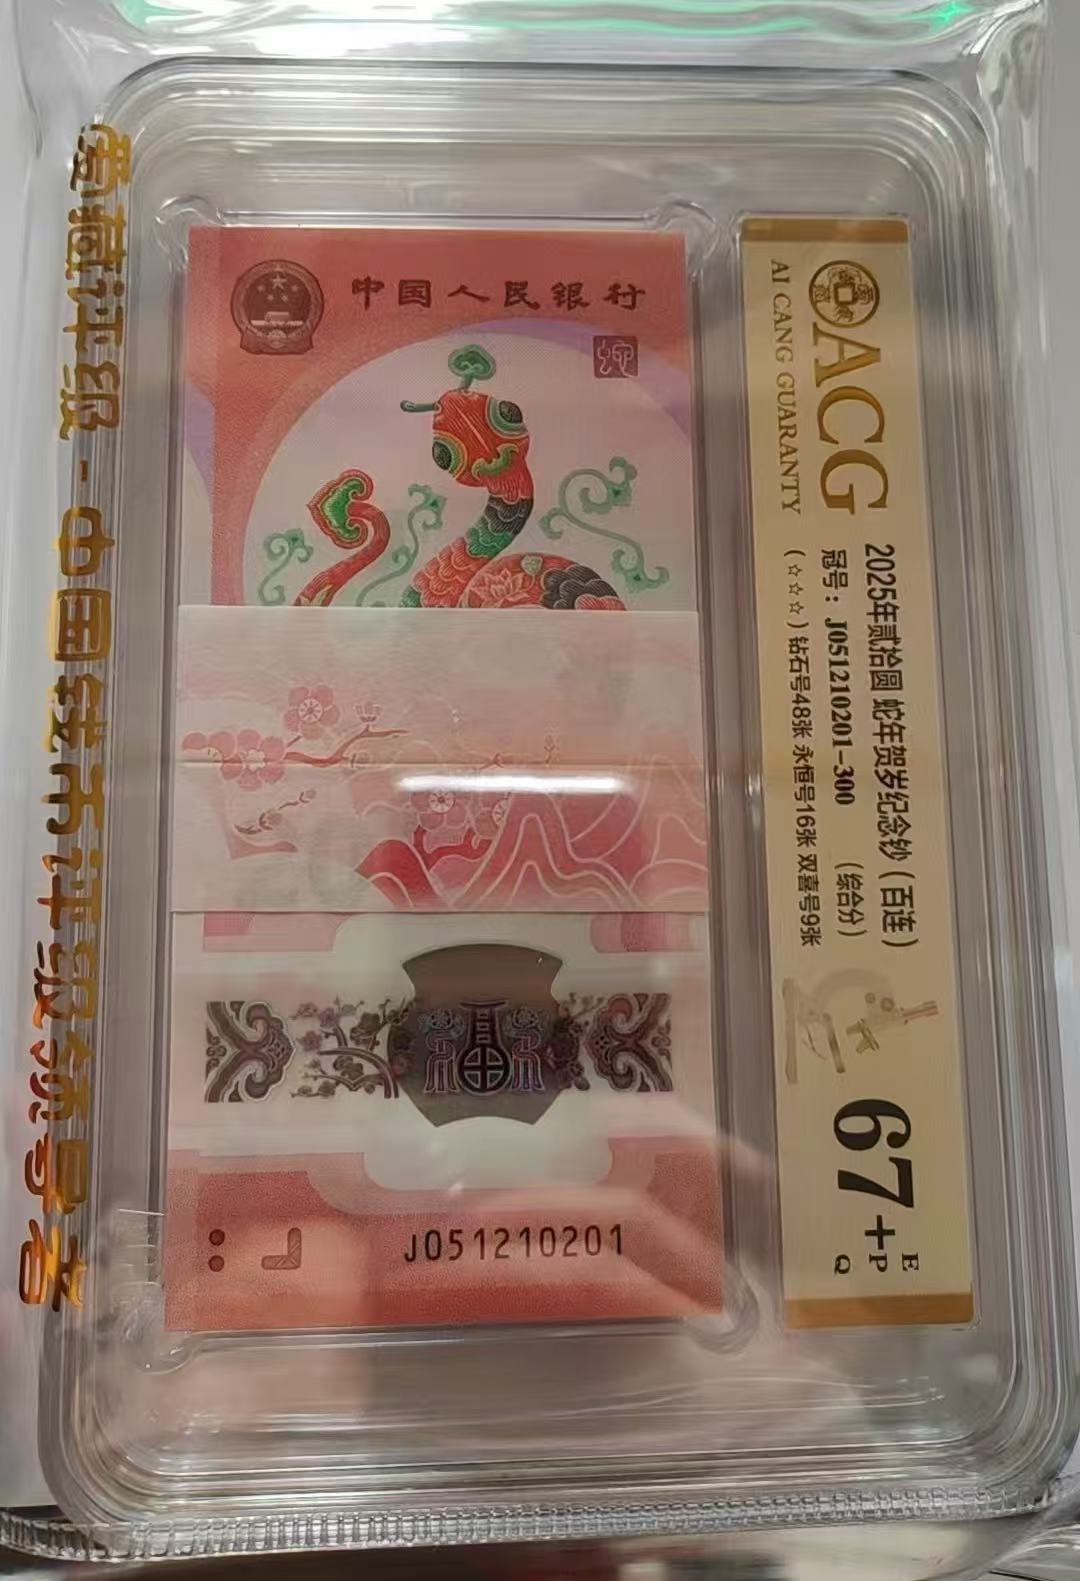 爱藏评级-中国钱币评级领导者
中国人民银行
蛇
福
J051210201
ACG
AI CANG GUARANTY
2025年贰拾圆 蛇年贺岁纪念钞（百连）
冠号：J051210201-300 （综合分）
（☆☆☆）钻石号48张 永恒号16张 双喜号9张
67+
E
P
Q